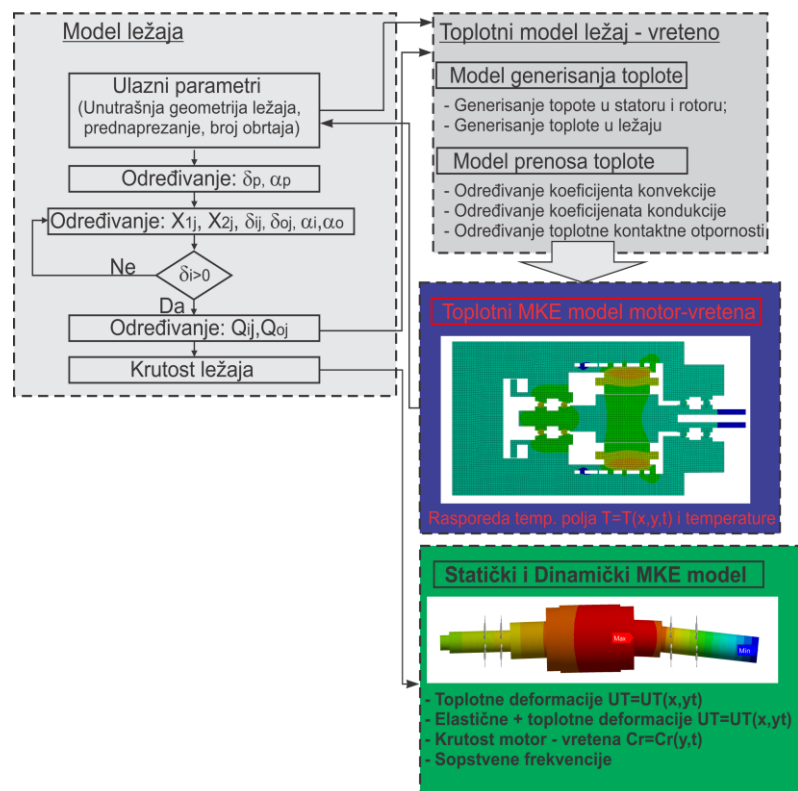 Model ležaja
Ulazni parametri
(Unutrašnja geometrija ležaja,
prednaprezanje, broj obrtaja)
Određivanje: δp, αp
Određivanje: X1j, X2j, δij, δoj, αi,αo
Ne
δi>0
Da
Određivanje: Qij,Qoj
Krutost ležaja
Toplotni model ležaj - vreteno
Model generisanja toplote
- Generisanje topote u statoru i rotoru;
- Generisanje toplote u ležaju
Model prenosa toplote
- Određivanje koeficijenta konvekcije
- Određivanje koeficijenata kondukcije
- Određivanje toplotne kontaktne otpornosti
Toplotni MKE model motor-vretena
Rasporeda temp. polja T=T(x,y,t) i temperature
Statički i Dinamički MKE model
Max
Min
- Toplotne deformacije UT=UT(x,yt)
- Elastične + toplotne deformacije UT=UT(x,yt)
- Krutost motor - vretena Cr=Cr(y,t)
- Sopstvene frekvencije